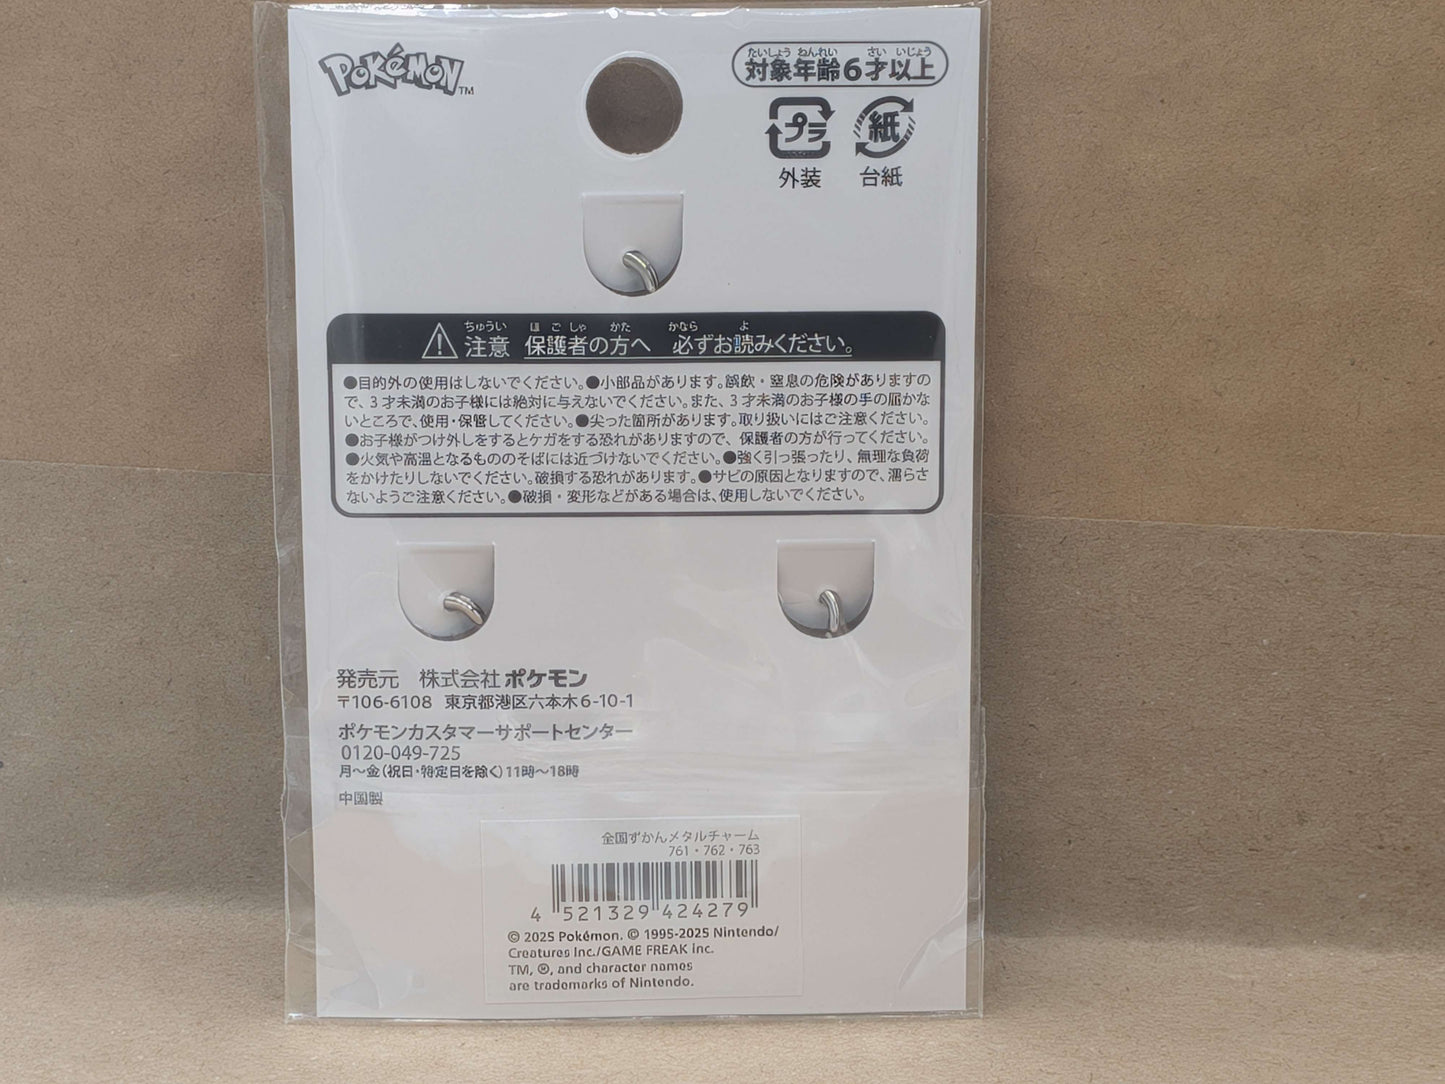 POKéMON™
たいしょう ねんれい さい いじょう
対象年齢6才以上
プラ 紙
外装 台紙
ちゅうい ほごしゃ かた かなら よ
注意 保護者の方へ 必ずお読みください。
●目的外の使用はしないでください。●小部品があります。誤飲・窒息の危険がありますの
で、3才未満のお子様には絶対に与えないでください。また、3才未満のお子様の手の届かな
いところで、使用・保管してください。●尖った箇所があります。取り扱いにはご注意ください。
●お子様がつけ外しをするとケガをする恐れがありますので、保護者の方が行ってください。
●火気や高温となるもののそばには近づけないでください。●強く引っ張ったり、無理な負荷
をかけたりしないでください。破損する恐れがあります。●サビの原因となりますので、濡らさ
ないようご注意ください。●破損・変形などがある場合は、使用しないでください。
発売元 株式会社ポケモン
〒106-6108 東京都港区六本木6-10-1
ポケモンカスタマーサポートセンター
0120-049-725
月〜金(祝日・特定日を除く)11時〜18時
中国製
全国ずかんメタルチャーム
761・762・763
4 521329 424279
© 2025 Pokémon. © 1995-2025 Nintendo/
Creatures Inc./GAME FREAK inc.
TM, ®, and character names
are trademarks of Nintendo.